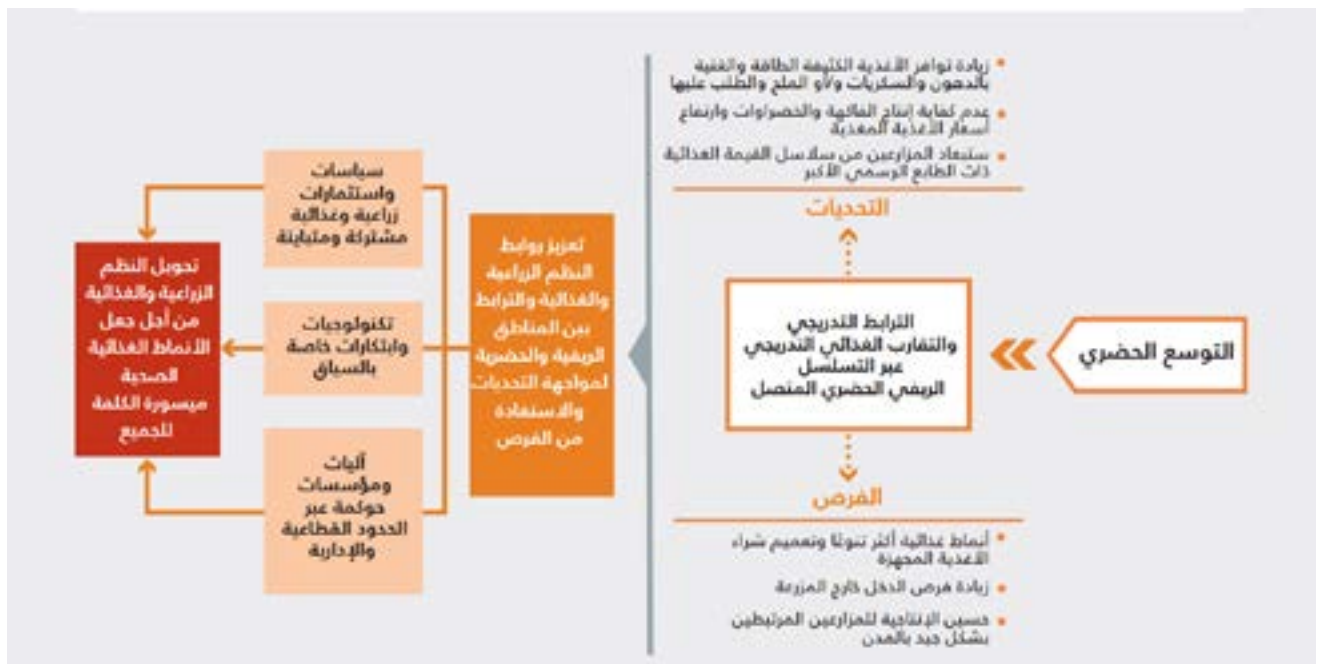 التوسع الحضري
الترابط التدريجي
والتقارب الغذائي التدريجي
عبر التسلسل
الريفي الحضري المتصل
زيادة توافر الأغذية الكثيفة الطاقة والغنية
بالدهون والسكريات و/أو الملح والطلب عليها
عدم كفاية إنتاج الفاكهة والخضراوات وارتفاع
أسعار الأغذية المغذية
ستبعاد المزارعين من سلاسل القيمة الغذائية
ذات الطابع الرسمي الأكبر
التحديات
الفرص
أنماط غذائية أكثر تنوعًا وتعميم شراء
الأغذية المجهزة
زيادة فرص الدخل خارج المزرعة
حسين الإنتاجية للمزارعين المرتبطين
بشكل جيد بالمدن
تعزيز روابط
النظم الزراعية
والغذائية والترابط
بين المناطق
الريفية والحضرية
لمواجهة التحديات
والاستفادة
من الفرص
سياسات
واستثمارات
زراعية وغذائية
مشتركة ومتباينة
تكنولوجيات
وابتكارات خاصة
بالسياق
آليات
ومؤسسات
حوكمة عبر
الحدود القطاعية
والإدارية
تحويل النظم
الزراعية والغذائية
من أجل جعل
الأنماط الغذائية
الصحية
ميسورة الكلفة
للجميع